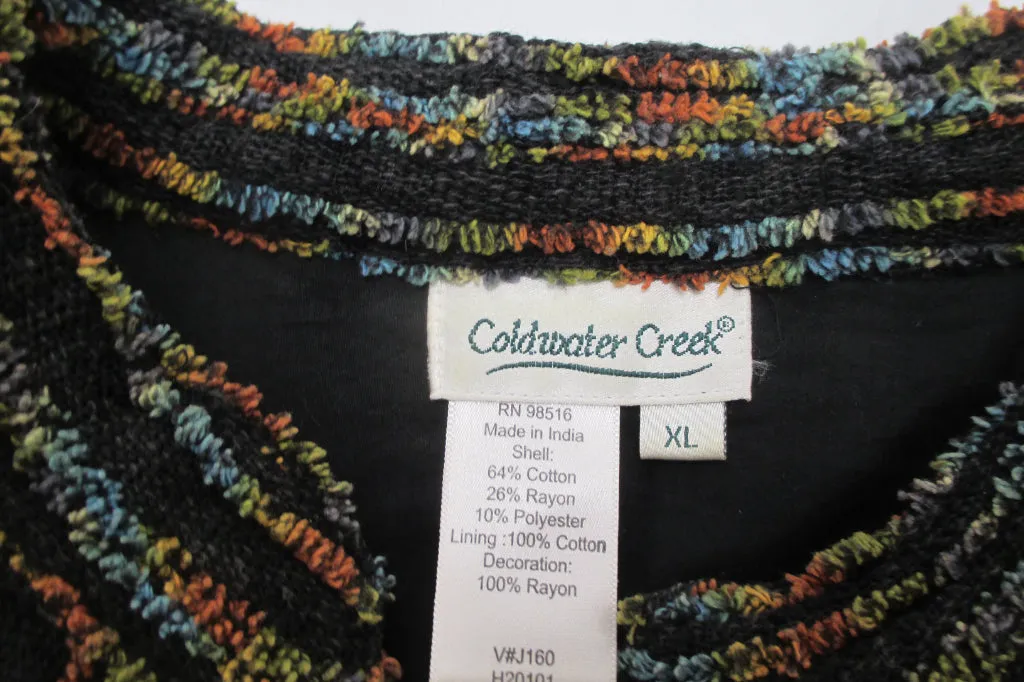 Coldwater Creek®
RN 98516
Made in India
Shell:
64% Cotton
26% Rayon
10% Polyester
Lining :100% Cotton
Decoration:
100% Rayon
V#J160
H20101
XL